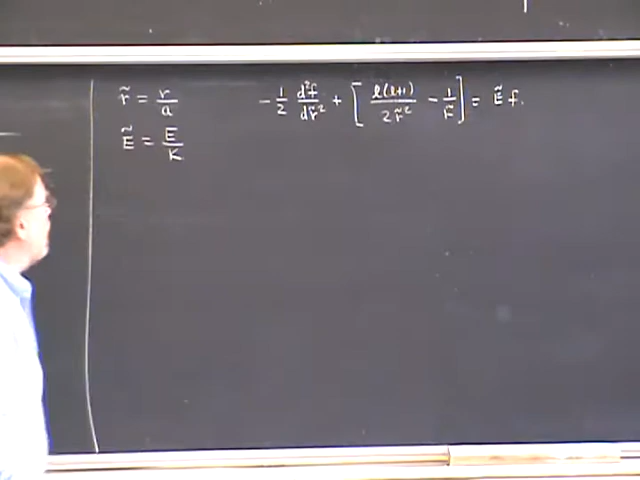 r̃ = r/a
Ẽ = E/K
-1/2 d²f/dr̃² + [ l(l+1)/2r̃² - 1/r̃ ] = Ẽ f.